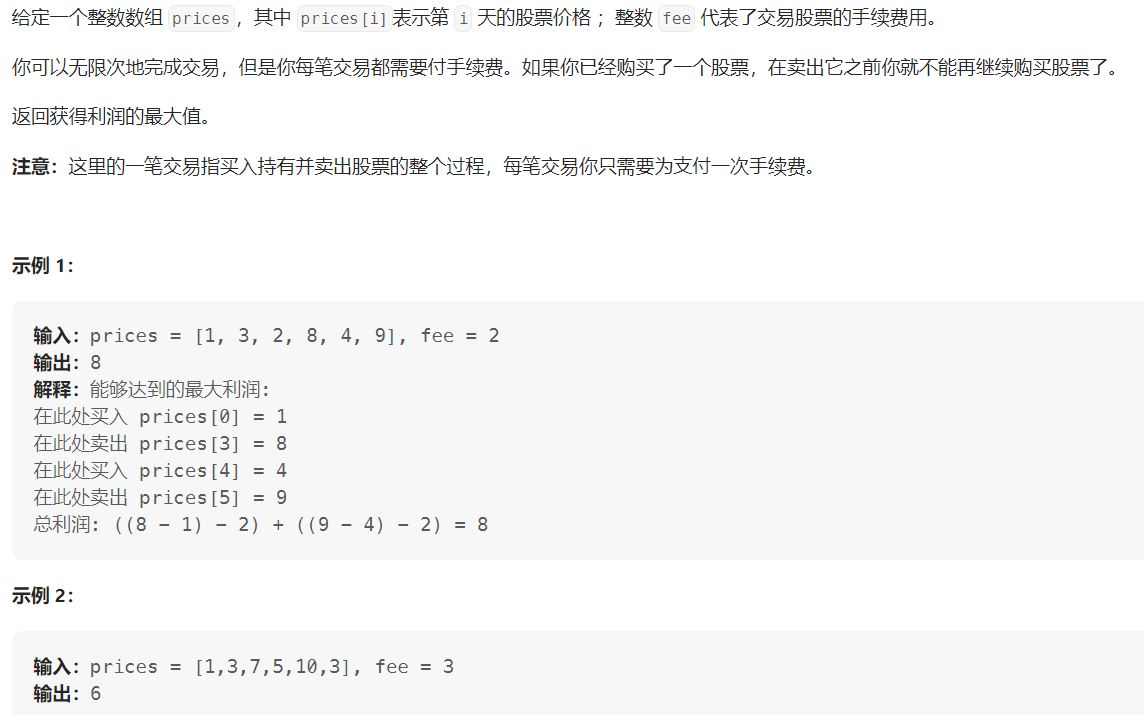 给定一个整数数组 prices，其中 prices[i]表示第 i 天的股票价格 ；整数 fee 代表了交易股票的手续费用。
你可以无限次地完成交易，但是你每笔交易都需要付手续费。如果你已经购买了一个股票，在卖出它之前你就不能再继续购买股票了。
返回获得利润的最大值。
注意：这里的一笔交易指买入持有并卖出股票的整个过程，每笔交易你只需要为支付一次手续费。
示例 1：
输入：prices = [1, 3, 2, 8, 4, 9], fee = 2
输出：8
解释：能够达到的最大利润:
在此处买入 prices[0] = 1
在此处卖出 prices[3] = 8
在此处买入 prices[4] = 4
在此处卖出 prices[5] = 9
总利润: ((8 - 1) - 2) + ((9 - 4) - 2) = 8
示例 2：
输入：prices = [1,3,7,5,10,3], fee = 3
输出：6